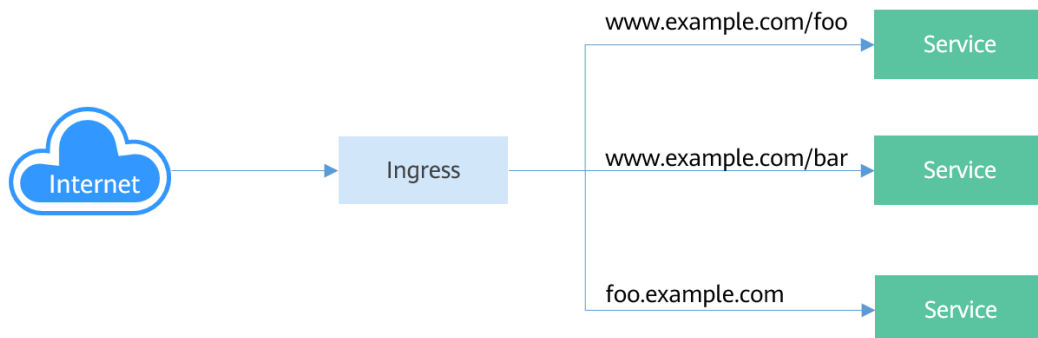 www.example.com/foo
Service
Internet
Ingress
www.example.com/bar
Service
foo.example.com
Service